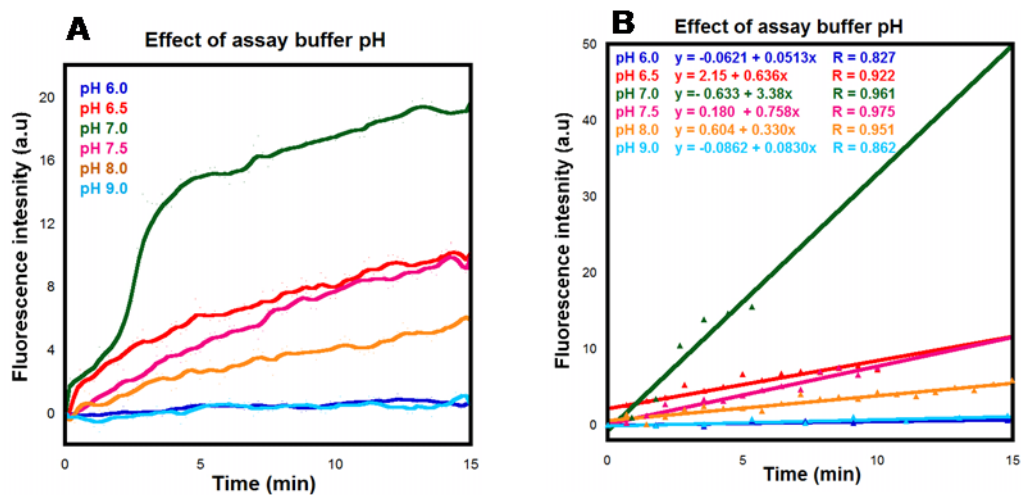 A
Effect of assay buffer pH
pH 6.0
pH 6.5
pH 7.0
pH 7.5
pH 8.0
pH 9.0
Fluorescence intesnity (a.u)
20
16
12
8
4
0
0 5 10 15
Time (min)
B
Effect of assay buffer pH
pH 6.0 y = -0.0621 + 0.0513x R = 0.827
pH 6.5 y = 2.15 + 0.636x R = 0.922
pH 7.0 y =- 0.633 + 3.38x R = 0.961
pH 7.5 y = 0.180 + 0.758x R = 0.975
pH 8.0 y = 0.604 + 0.330x R = 0.951
pH 9.0 y = -0.0862 + 0.0830x R = 0.862
Fluorescence intesnity (a.u)
50
40
30
20
10
0
0 5 10 15
Time (min)